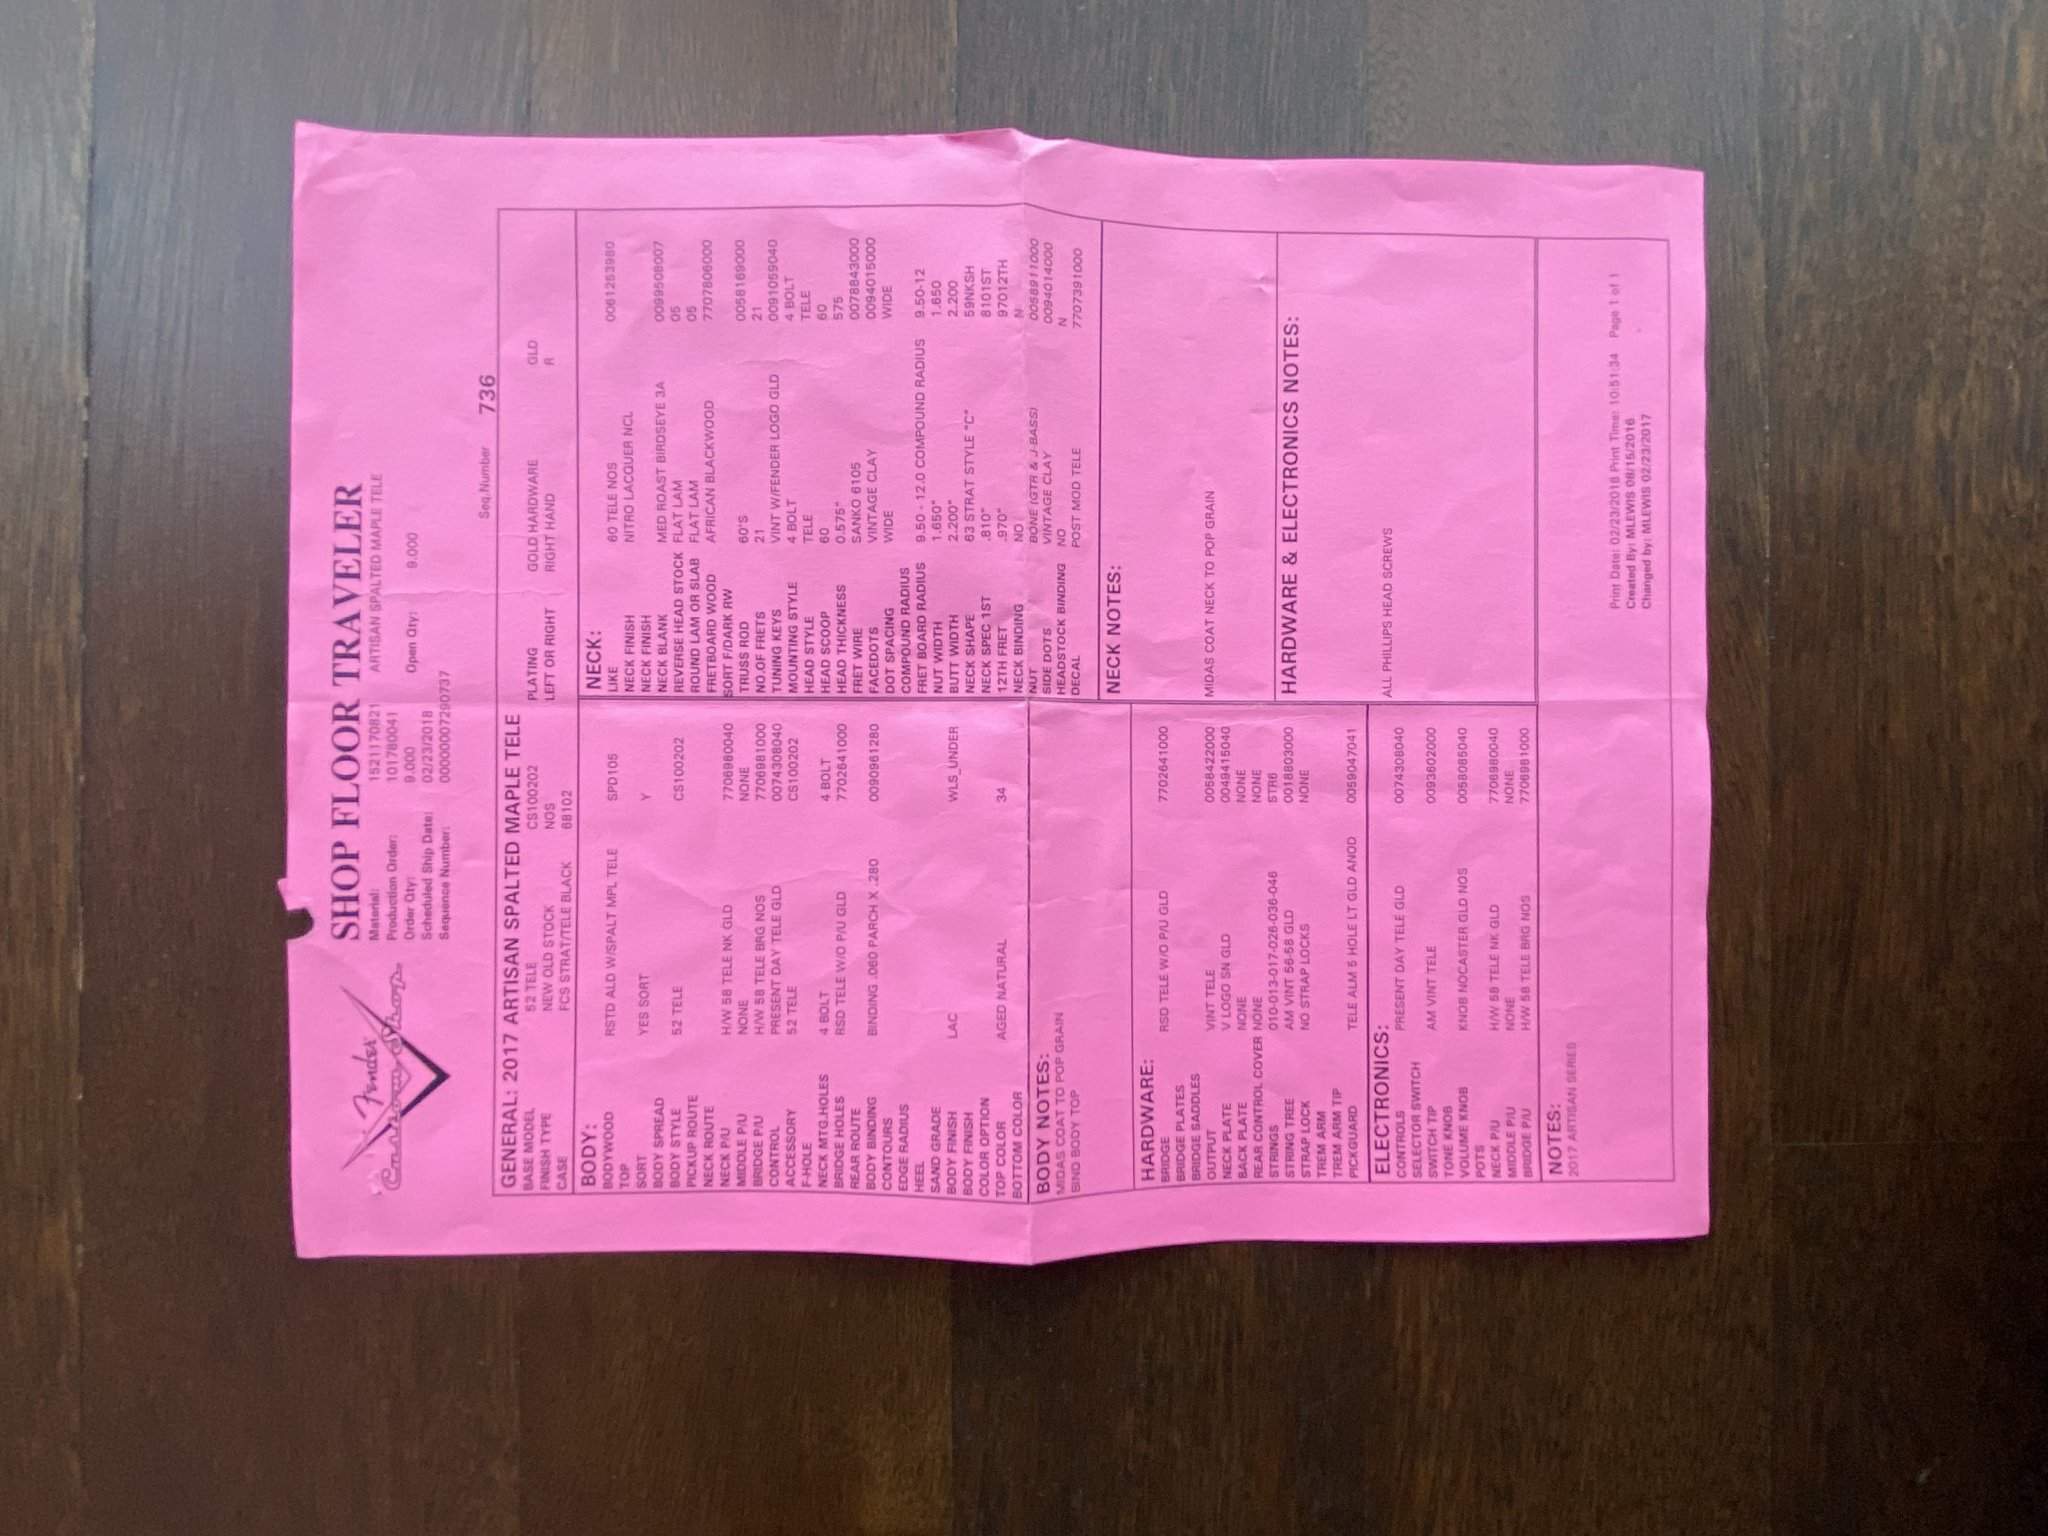 Fender
Custom Shop
SHOP FLOOR TRAVELER
Material: 1521170821 ARTISAN SPALTED MAPLE TELE
Production Order: 101780041
Order Qty: 9.000 Open Qty: 9.000
Scheduled Ship Date: 02/23/2018
Sequence Number: 00000007290737 Seq.Number 736
GENERAL: 2017 ARTISAN SPALTED MAPLE TELE
BASE MODEL 52 TELE CS100202 PLATING GOLD HARDWARE GLD
FINISH TYPE NEW OLD STOCK NOS LEFT OR RIGHT RIGHT HAND R
CASE FCS STRAT/TELE BLACK 6B102
BODY:
BODYWOOD RSTD ALD W/SPALT MPL TELE SPD105
TOP
SORT YES SORT Y
BODY SPREAD
BODY STYLE 52 TELE CS100202
PICKUP ROUTE
NECK ROUTE
NECK P/U H/W 58 TELE NK GLD 7706980040
MIDDLE P/U NONE NONE
BRIDGE P/U H/W 58 TELE BRG NOS 7706981000
CONTROL PRESENT DAY TELE GLD 0074308040
ACCESSORY 52 TELE CS100202
F-HOLE
NECK MTG.HOLES 4 BOLT 4 BOLT
BRIDGE HOLES RSD TELE W/O P/U GLD 7702641000
REAR ROUTE
BODY BINDING BINDING .060 PARCH X .280 0090961280
CONTOURS
EDGE RADIUS
HEEL
SAND GRADE
BODY FINISH LAC WLS_UNDER
BODY FINISH
COLOR OPTION
TOP COLOR AGED NATURAL 34
BOTTOM COLOR
NECK:
LIKE 60 TELE NOS 0061253980
NECK FINISH NITRO LACQUER NCL
NECK FINISH
NECK BLANK MED ROAST BIRDSEYE 3A 0099508007
REVERSE HEAD STOCK FLAT LAM 05
ROUND LAM OR SLAB FLAT LAM 05
FRETBOARD WOOD AFRICAN BLACKWOOD 7707806000
SORT F/DARK RW
TRUSS ROD 60'S 0058169000
NO.OF FRETS 21 21
TUNING KEYS VINT W/FENDER LOGO GLD 0091059040
MOUNTING STYLE 4 BOLT 4 BOLT
HEAD STYLE TELE TELE
HEAD SCOOP 60 60
HEAD THICKNESS 0.575" 575
FRET WIRE SANKO 6105 0078843000
FACEDOTS VINTAGE CLAY 0094015000
DOT SPACING WIDE WIDE
COMPOUND RADIUS
FRET BOARD RADIUS 9.50 - 12.0 COMPOUND RADIUS 9.50-12
NUT WIDTH 1.650" 1.650
BUTT WIDTH 2.200" 2.200
NECK SHAPE 63 STRAT STYLE "C" 59NKSH
NECK SPEC 1ST .810" 8101ST
12TH FRET .970" 97012TH
NECK BINDING NO N
NUT BONE (GTR & J-BASS) 0058911000
SIDE DOTS VINTAGE CLAY 0094014000
HEADSTOCK BINDING NO N
DECAL POST MOD TELE 7707391000
BODY NOTES:
MIDAS COAT TO POP GRAIN
BIND BODY TOP
NECK NOTES:
MIDAS COAT NECK TO POP GRAIN
HARDWARE:
BRIDGE RSD TELE W/O P/U GLD 7702641000
BRIDGE PLATES
BRIDGE SADDLES
OUTPUT VINT TELE 0055422000
NECK PLATE V LOGO SN GLD 0049415040
BACK PLATE NONE NONE
REAR CONTROL COVER NONE NONE
STRINGS 010-013-017-026-036-046 STR6
STRING TREE AM VINT 56-58 GLD 0018803000
STRAP LOCK NO STRAP LOCKS NONE
TREM ARM
TREM ARM TIP
PICKGUARD TELE ALM 5 HOLE LT GLD ANOD 0059047041
HARDWARE & ELECTRONICS NOTES:
ALL PHILLIPS HEAD SCREWS
ELECTRONICS:
CONTROLS PRESENT DAY TELE GLD 0074308040
SELECTOR SWITCH
SWITCH TIP AM VINT TELE 0099362000
TONE KNOB
VOLUME KNOB KNOB NOCASTER GLD NOS 0058085040
POTS
NECK P/U H/W 58 TELE NK GLD 7706980040
MIDDLE P/U NONE NONE
BRIDGE P/U H/W 58 TELE BRG NOS 7706981000
NOTES:
2017 ARTISAN SERIES
Print Date: 02/23/2018 Print Time: 10:51:34 Page 1 of 1
Created By: MLEWIS 08/15/2016
Changed by: MLEWIS 02/23/2017